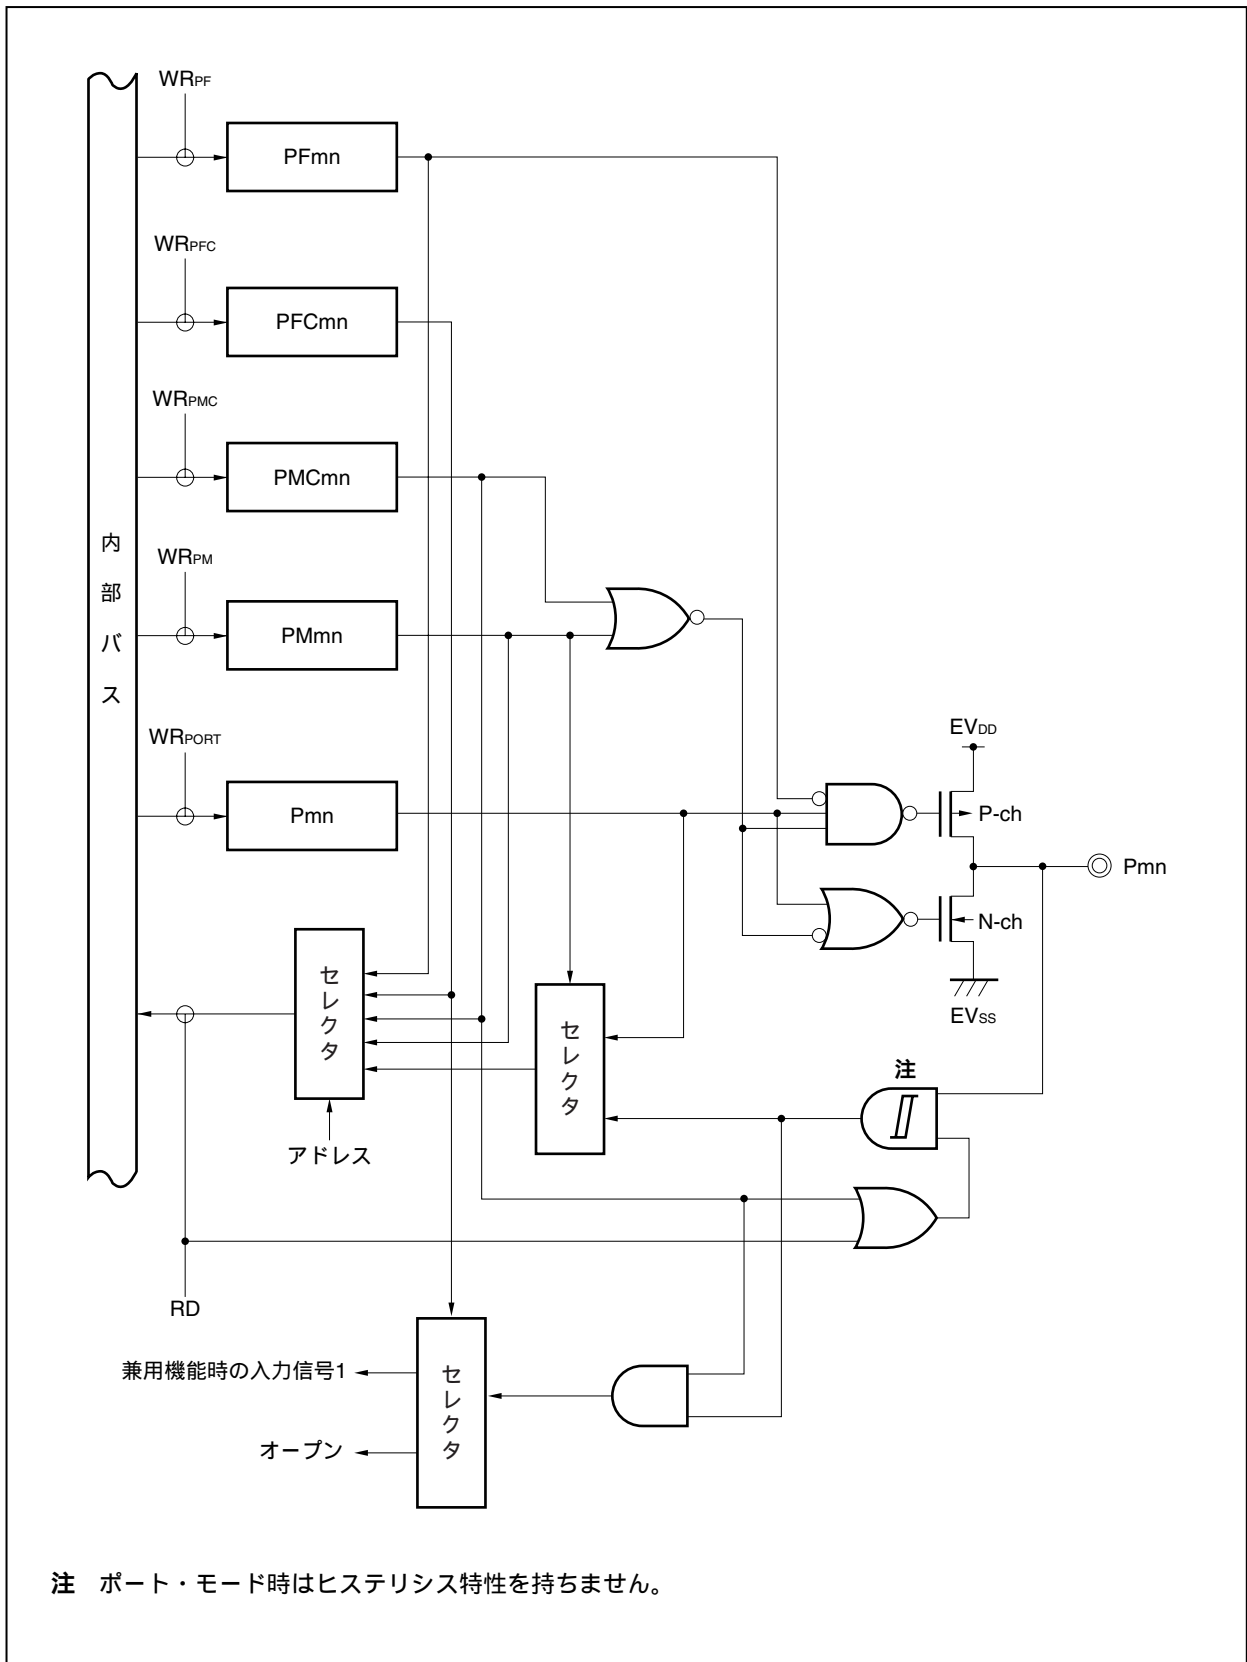 WRPF
PFmn
WRPFC
PFCmn
WRPMC
PMCmn
内部バス
WRPM
PMmn
WRPORT
Pmn
EVDD
P-ch
Pmn
N-ch
EVSS
セレクタ
セレクタ
注
アドレス
RD
兼用機能時の入力信号1
セレクタ
オープン
注 ポート・モード時はヒステリシス特性を持ちません。